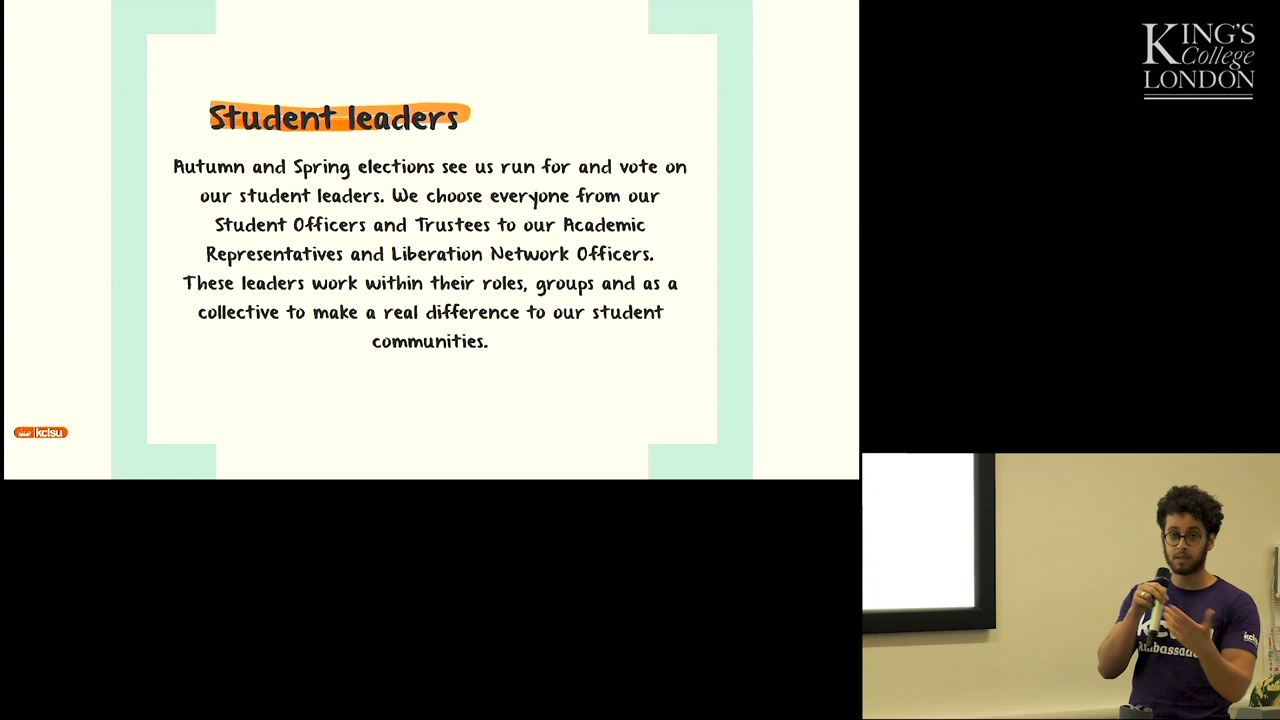 Student leaders
Autumn and Spring elections see us run for and vote on
our student leaders. We choose everyone from our
Student Officers and Trustees to our Academic
Representatives and Liberation Network Officers.
These leaders work within their roles, groups and as a
collective to make a real difference to our student
communities.
kclsu
KING'S
College
LONDON
kclsu